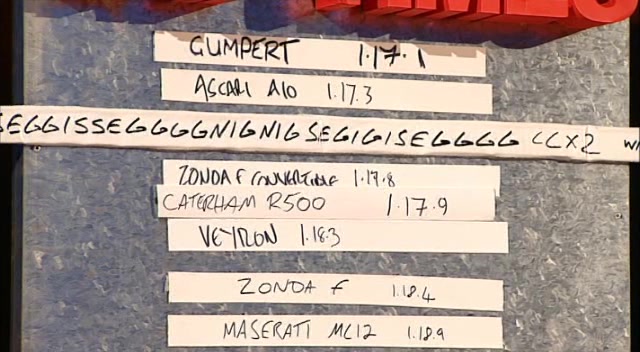 GUMPERT 1.17.1
ASCARI A10 1.17.3
SEGGISSEGGGGNIGNIGSEGIGISEGGGG CCX2
ZONDA F CONVERTIBLE 1.17.8
CATERHAM R500 1.17.9
VEYRON 1.18.3
ZONDA F 1.18.4
MASERATI MC12 1.18.9